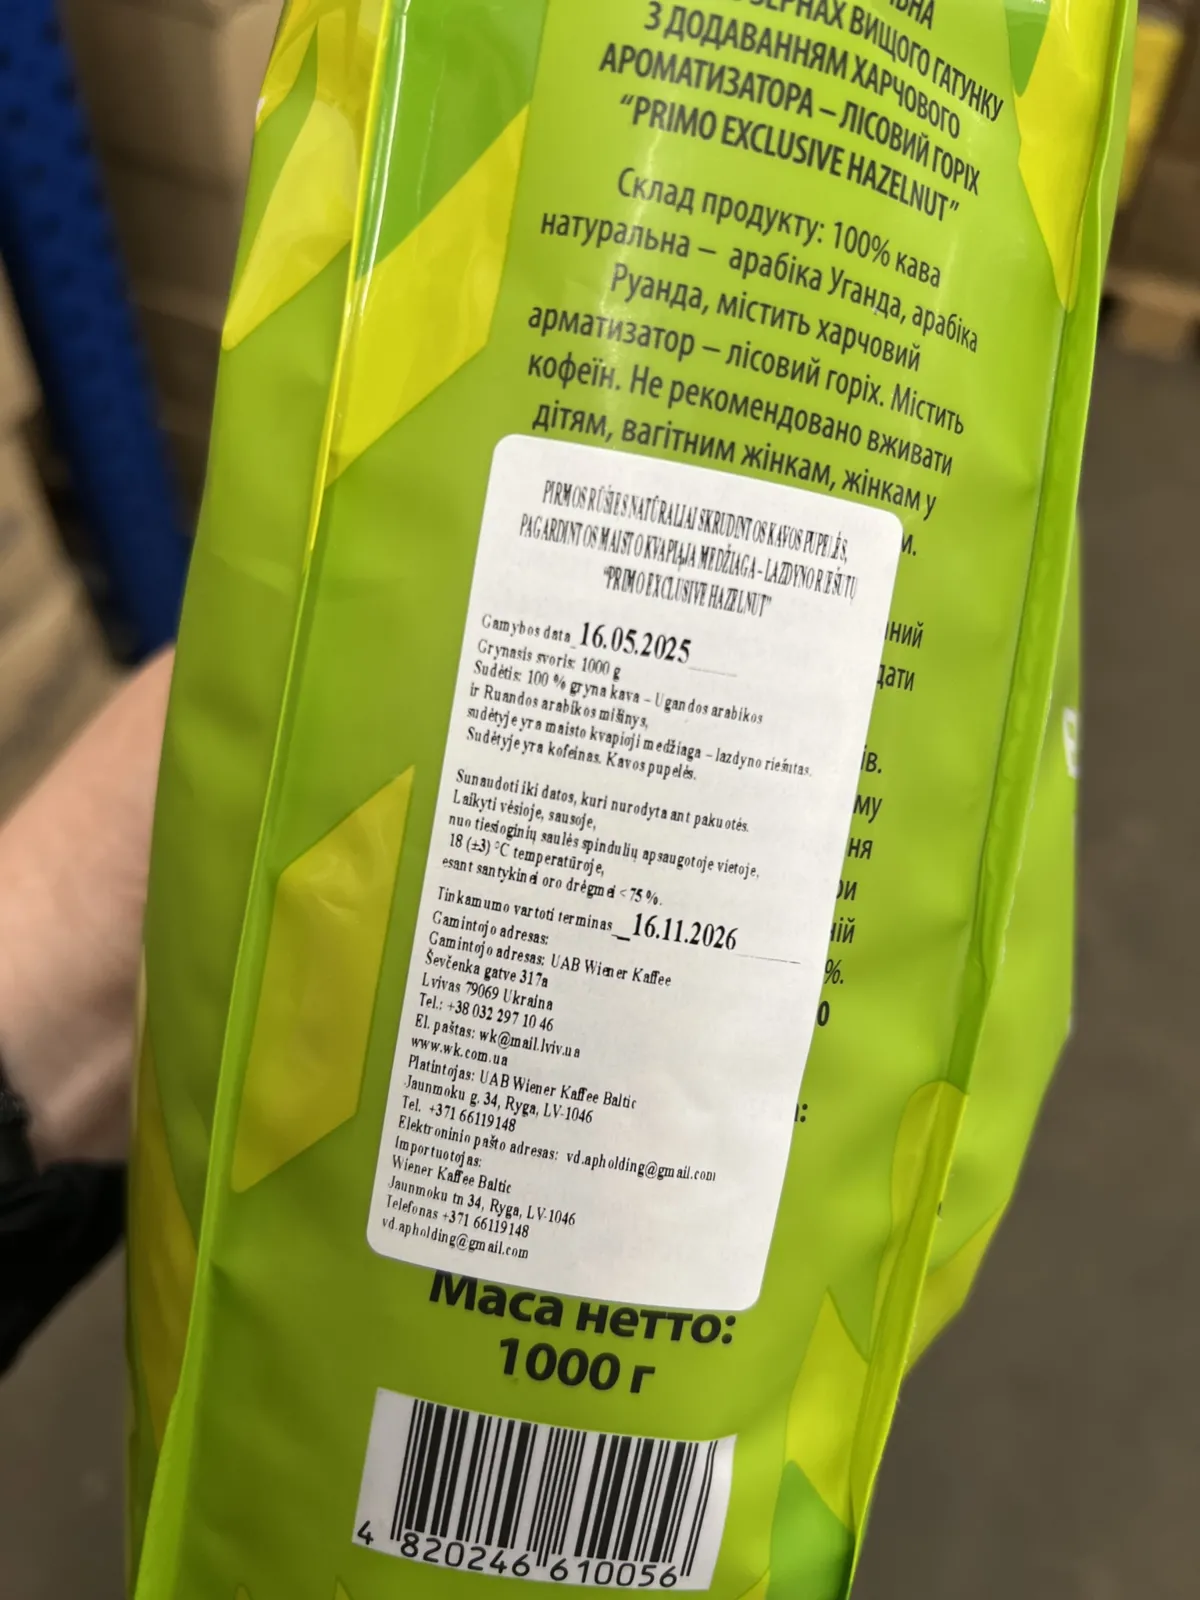 ЗЕРНАХ ВИЩОГО ҐАТУНКУ
З ДОДАВАННЯМ ХАРЧОВОГО
АРОМАТИЗАТОРА – ЛІСОВИЙ ГОРІХ
“PRIMO EXCLUSIVE HAZELNUT”
Склад продукту: 100% кава
натуральна – арабіка Уганда, арабіка
Руанда, містить харчовий
арматизатор – лісовий горіх. Містить
кофеїн. Не рекомендовано вживати
дітям, вагітним жінкам, жінкам у
PIRMOS RŪŠIES NATŪRALIAI SKRUDINTOS KAVOS PUPELĖS,
PAGARDINTOS MAISTO KVAPIĄJA MEDŽIAGA – LAZDYNO RIEŠUTŲ
“PRIMO EXCLUSIVE HAZELNUT”
Gamybos data 16.05.2025
Grynasis svoris: 1000 g
Sudėtis: 100 % gryna kava – Ugandos arabikos
ir Ruandos arabikos mišinys,
sudėtyje yra maisto kvapioji medžiaga – lazdyno riešutas.
Sudėtyje yra kofeinas. Kavos pupelės.
Sunaudoti iki datos, kuri nurodyta ant pakuotės.
Laikyti vėsioje, sausoje,
nuo tiesioginių saulės spindulių apsaugotoje vietoje,
18 (±3) °C temperatūroje,
esant santykinei oro drėgmei < 75 %.
Tinkamumo vartoti terminas_16.11.2026
Gamintojo adresas:
Gamintojo adresas: UAB Wiener Kaffee
Ševčenka gatve 317a
Lvivas 79069 Ukraina
Tel.: +38 032 297 10 46
El. paštas: wk@mail.lviv.ua
www.wk.com.ua
Platintojas: UAB Wiener Kaffee Baltic
Jaunmoku g. 34, Ryga, LV-1046
Tel. +371 66119148
Elektroninio pašto adresas: vd.apholding@gmail.com
Importuotojas:
Wiener Kaffee Baltic
Jaunmoku tn 34, Ryga, LV-1046
Telefonas +371 66119148
vd.apholding@gmail.com
Маса нетто:
1000 г
4 820246 610056